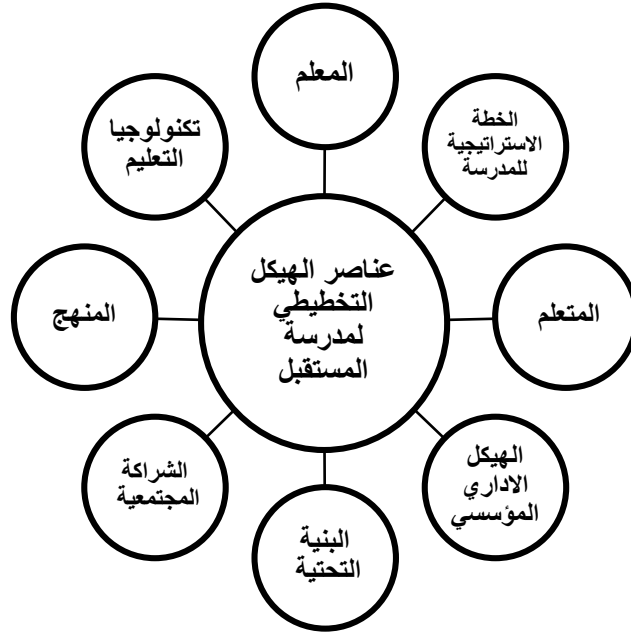 المعلم
الخطة
الاستراتيجية
للمدرسة
تكنولوجيا
التعليم
عناصر الهيكل
التخطيطي
لمدرسة
المستقبل
المتعلم
المنهج
الهيكل
الاداري
المؤسسي
الشراكة
المجتمعية
البنية
التحتية